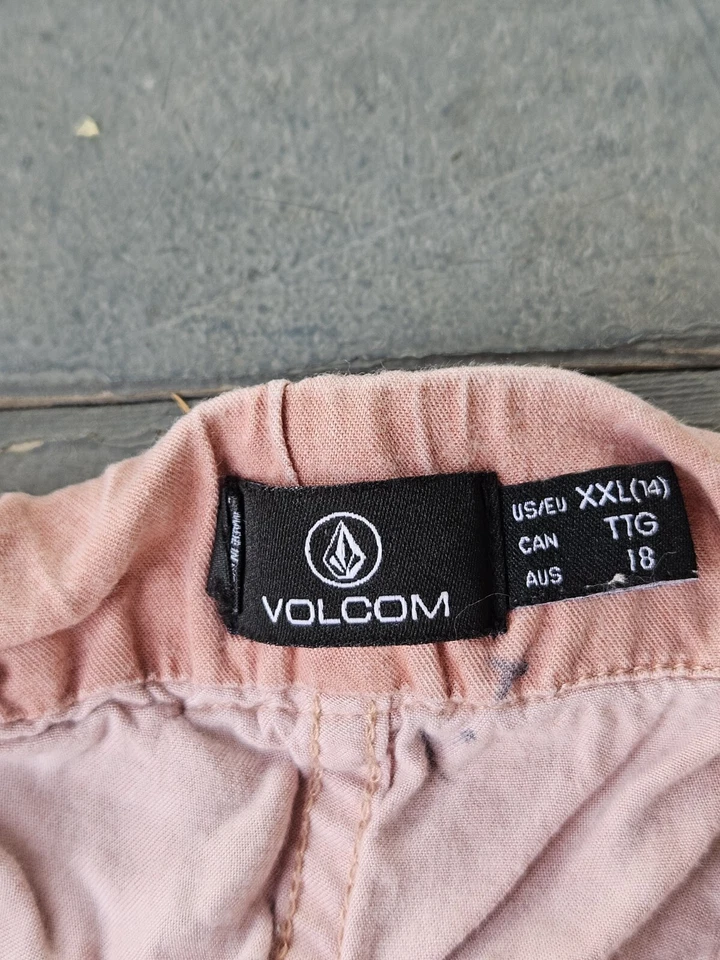 VOLCOM
US/EU XXL(14)
CAN TTG
AUS 18